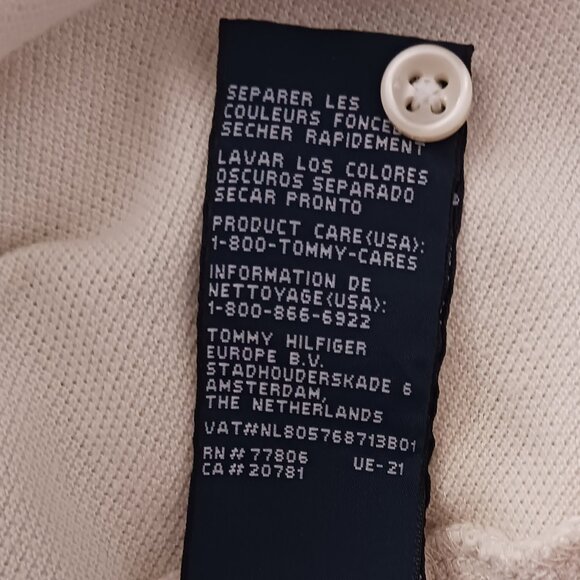 SEPARER LES
COULEURS
SECHER RAPIDEMENT
LAVAR LOS COLORES
OSCUROS SEPARADO
SECAR PRONTO
PRODUCT CARE(USA):
1-800-TOMMY-CARES
INFORMATION DE
NETTOYAGE(USA):
1-800-866-6922
TOMMY HILFIGER
EUROPE B.V.
STADHOUDERSKADE 6
AMSTERDAM,
THE NETHERLANDS
VAT#NL805768713B01
RN# 77806
CA# 20781 UE-21